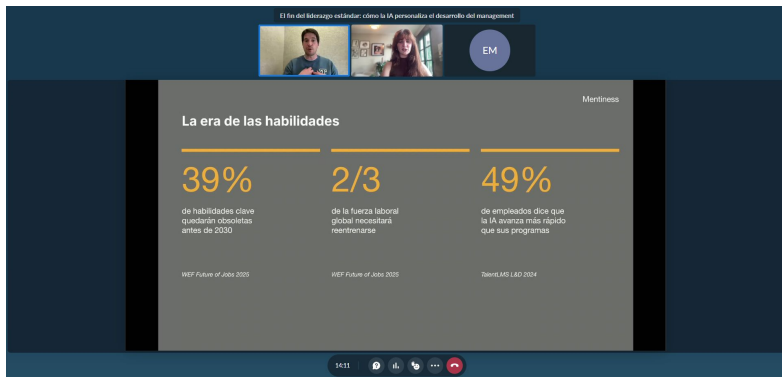 El fin del liderazgo estándar: cómo la IA personaliza el desarrollo del management
EM
Mentiness
La era de las habilidades
39%
de habilidades clave
quedarán obsoletas
antes de 2030
WEF Future of Jobs 2025
2/3
de la fuerza laboral
global necesitará
reentrenarse
WEF Future of Jobs 2025
49%
de empleados dice que
la IA avanza más rápido
que sus programas
TalentLMS L&D 2024
14:11